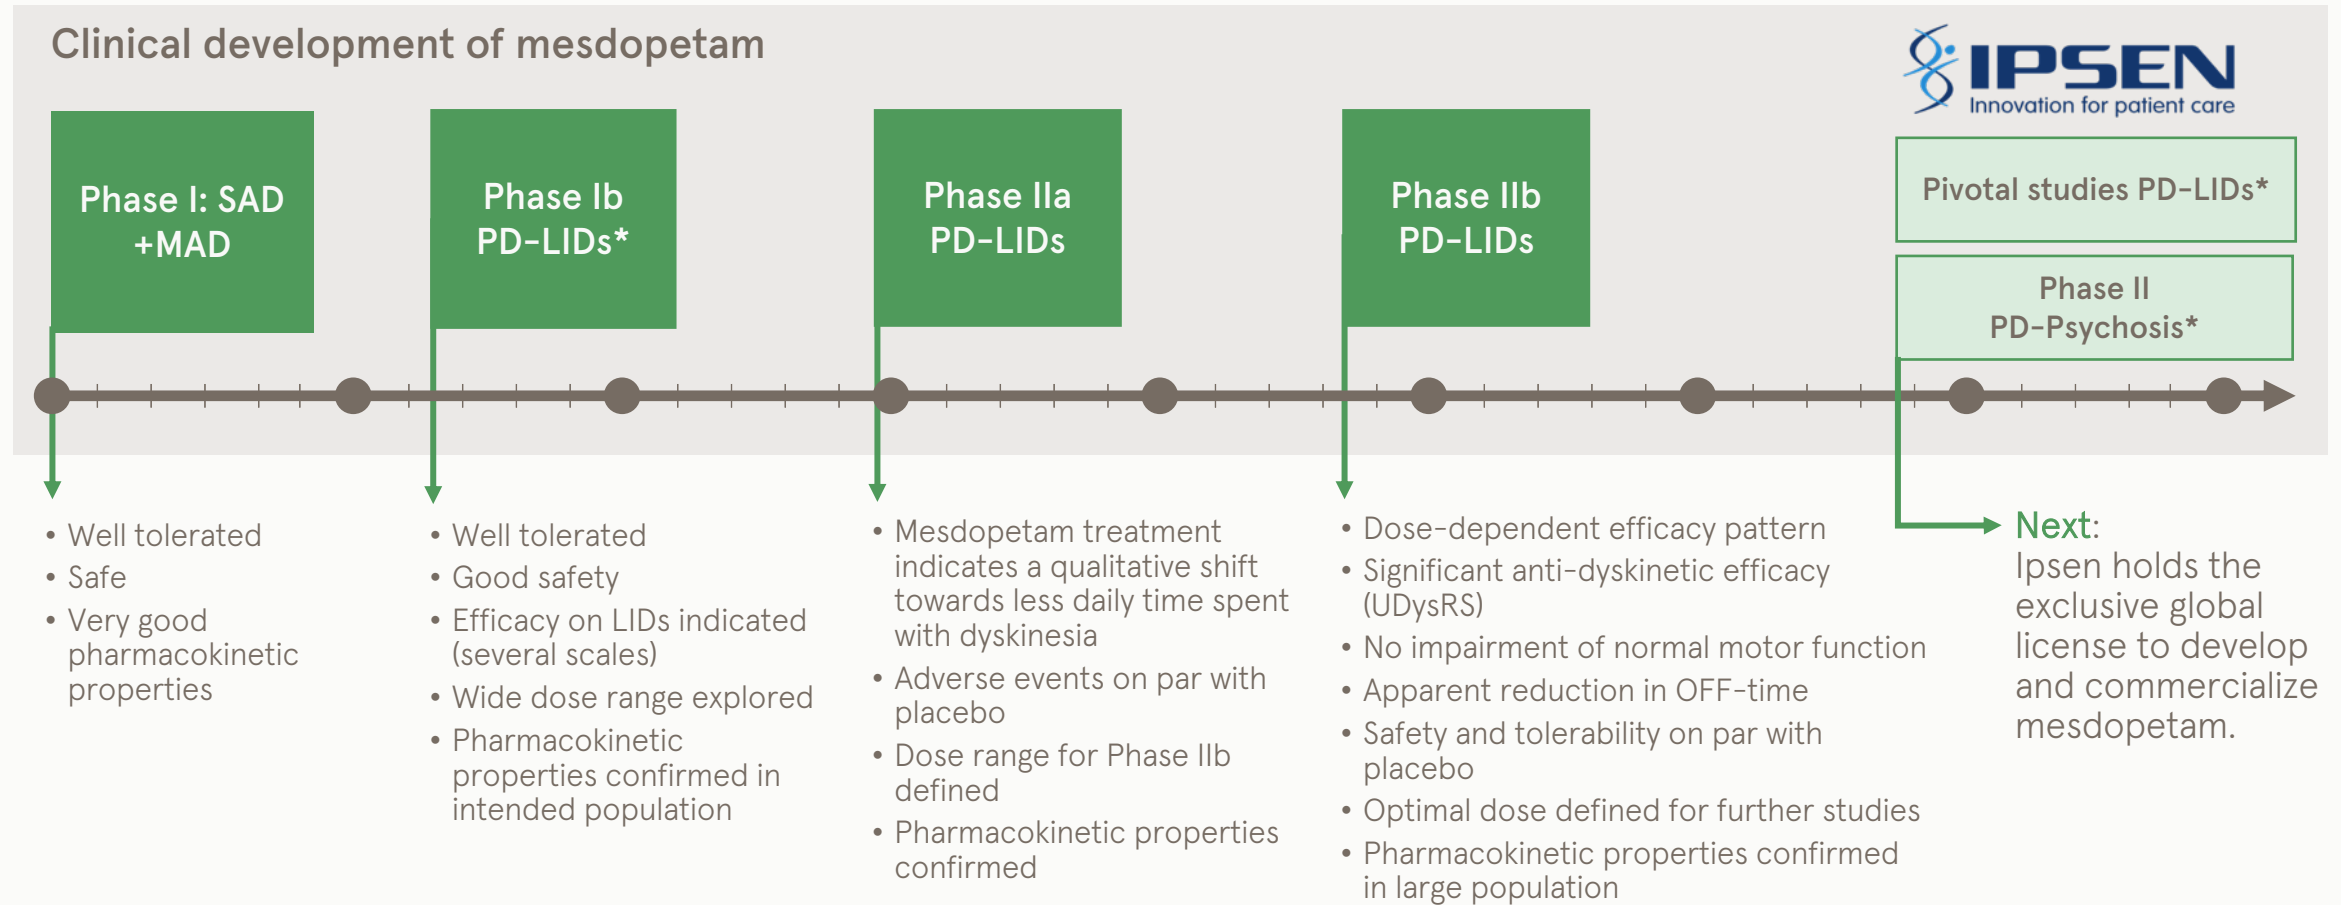 Clinical development of mesdopetam
IPSEN
Innovation for patient care
Phase I: SAD
+MAD
Phase Ib
PD-LIDs*
Phase IIa
PD-LIDs
Phase IIb
PD-LIDs
Pivotal studies PD-LIDs*
Phase II
PD-Psychosis*
• Well tolerated
• Safe
• Very good
pharmacokinetic
properties
• Well tolerated
• Good safety
• Efficacy on LIDs indicated
(several scales)
• Wide dose range explored
• Pharmacokinetic
properties confirmed in
intended population
• Mesdopetam treatment
indicates a qualitative shift
towards less daily time spent
with dyskinesia
• Adverse events on par with
placebo
• Dose range for Phase IIb
defined
• Pharmacokinetic properties
confirmed
• Dose-dependent efficacy pattern
• Significant anti-dyskinetic efficacy
(UDysRS)
• No impairment of normal motor function
• Apparent reduction in OFF-time
• Safety and tolerability on par with
placebo
• Optimal dose defined for further studies
• Pharmacokinetic properties confirmed
in large population
Next:
Ipsen holds the
exclusive global
license to develop
and commercialize
mesdopetam.